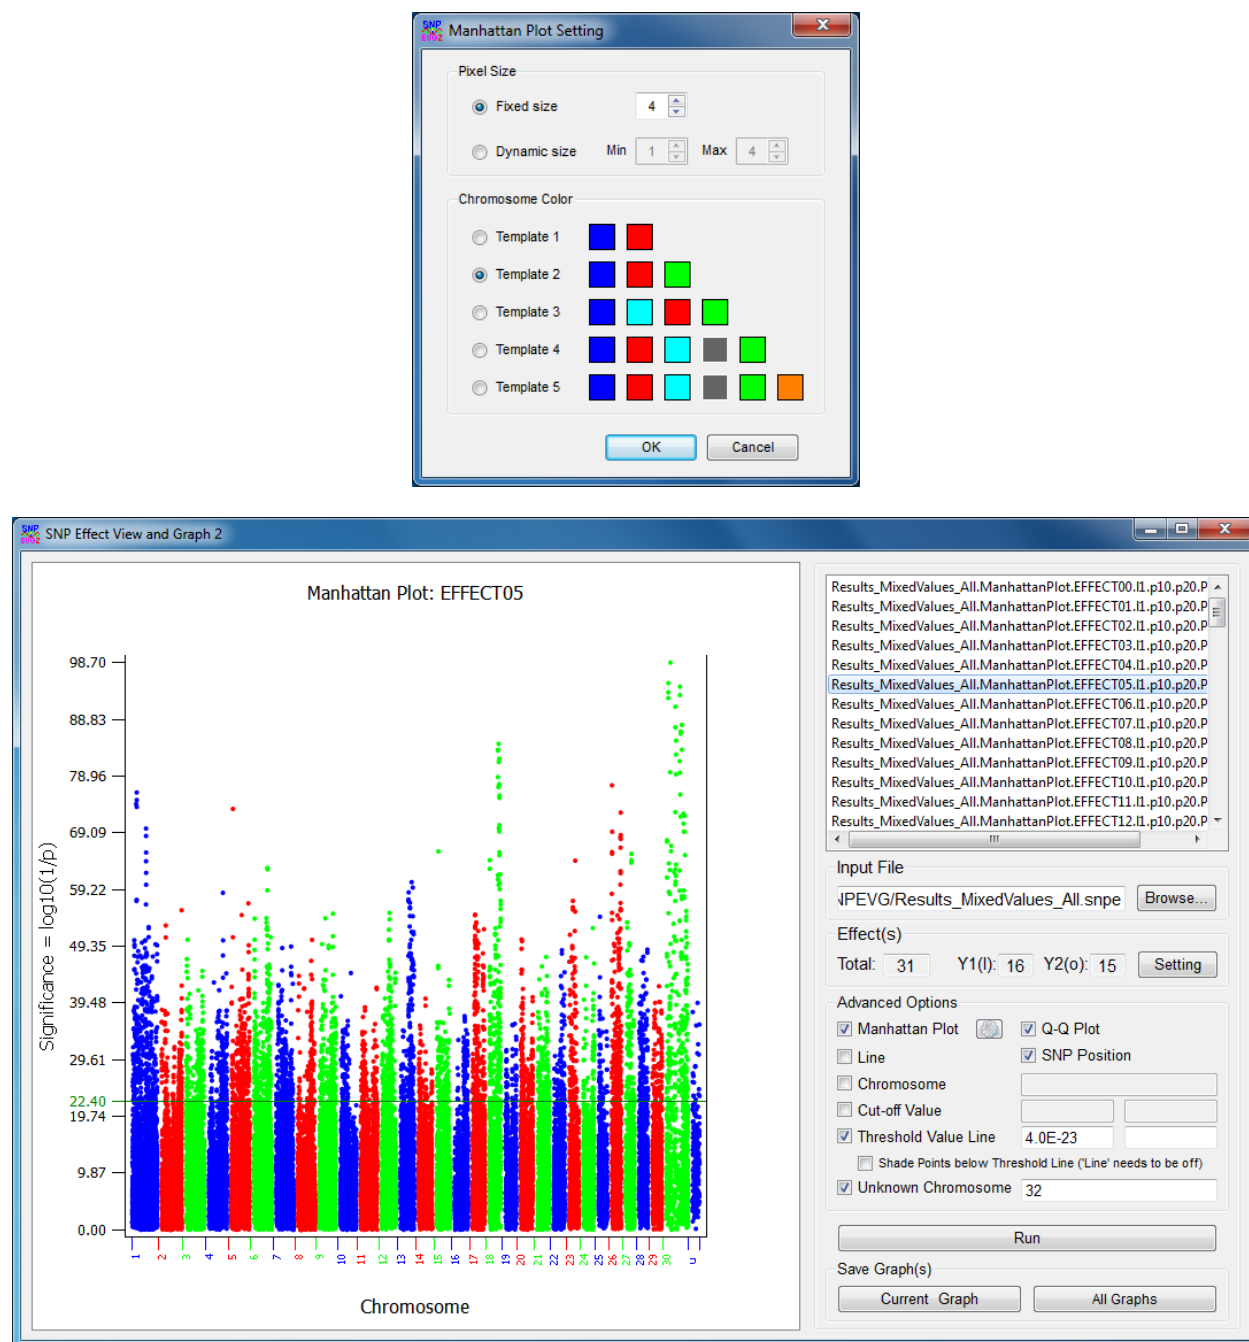 SNP
EVG2
Manhattan Plot Setting
Pixel Size
Fixed size 4
Dynamic size Min 1 Max 4
Chromosome Color
Template 1
Template 2
Template 3
Template 4
Template 5
OK Cancel
SNP
EVG2
SNP Effect View and Graph 2
Manhattan Plot: EFFECT05
98.70
88.83
78.96
69.09
59.22
49.35
39.48
29.61
22.40
19.74
9.87
0.00
Significance = log10(1/p)
1 2 3 4 5 6 7 8 9 10 11 12 13 14 15 16 17 18 19 20 21 22 23 24 25 26 27 28 29 30 U
Chromosome
Results_MixedValues_All.ManhattanPlot.EFFECT00.l1.p10.p20.P
Results_MixedValues_All.ManhattanPlot.EFFECT01.l1.p10.p20.P
Results_MixedValues_All.ManhattanPlot.EFFECT02.l1.p10.p20.P
Results_MixedValues_All.ManhattanPlot.EFFECT03.l1.p10.p20.P
Results_MixedValues_All.ManhattanPlot.EFFECT04.l1.p10.p20.P
Results_MixedValues_All.ManhattanPlot.EFFECT05.l1.p10.p20.P
Results_MixedValues_All.ManhattanPlot.EFFECT06.l1.p10.p20.P
Results_MixedValues_All.ManhattanPlot.EFFECT07.l1.p10.p20.P
Results_MixedValues_All.ManhattanPlot.EFFECT08.l1.p10.p20.P
Results_MixedValues_All.ManhattanPlot.EFFECT09.l1.p10.p20.P
Results_MixedValues_All.ManhattanPlot.EFFECT10.l1.p10.p20.P
Results_MixedValues_All.ManhattanPlot.EFFECT11.l1.p10.p20.P
Results_MixedValues_All.ManhattanPlot.EFFECT12.l1.p10.p20.P
Input File
NPEVG/Results_MixedValues_All.snpe Browse...
Effect(s)
Total: 31 Y1(l): 16 Y2(o): 15 Setting
Advanced Options
Manhattan Plot Q-Q Plot
Line SNP Position
Chromosome
Cut-off Value
Threshold Value Line 4.0E-23
Shade Points below Threshold Line ('Line' needs to be off)
Unknown Chromosome 32
Run
Save Graph(s)
Current Graph All Graphs